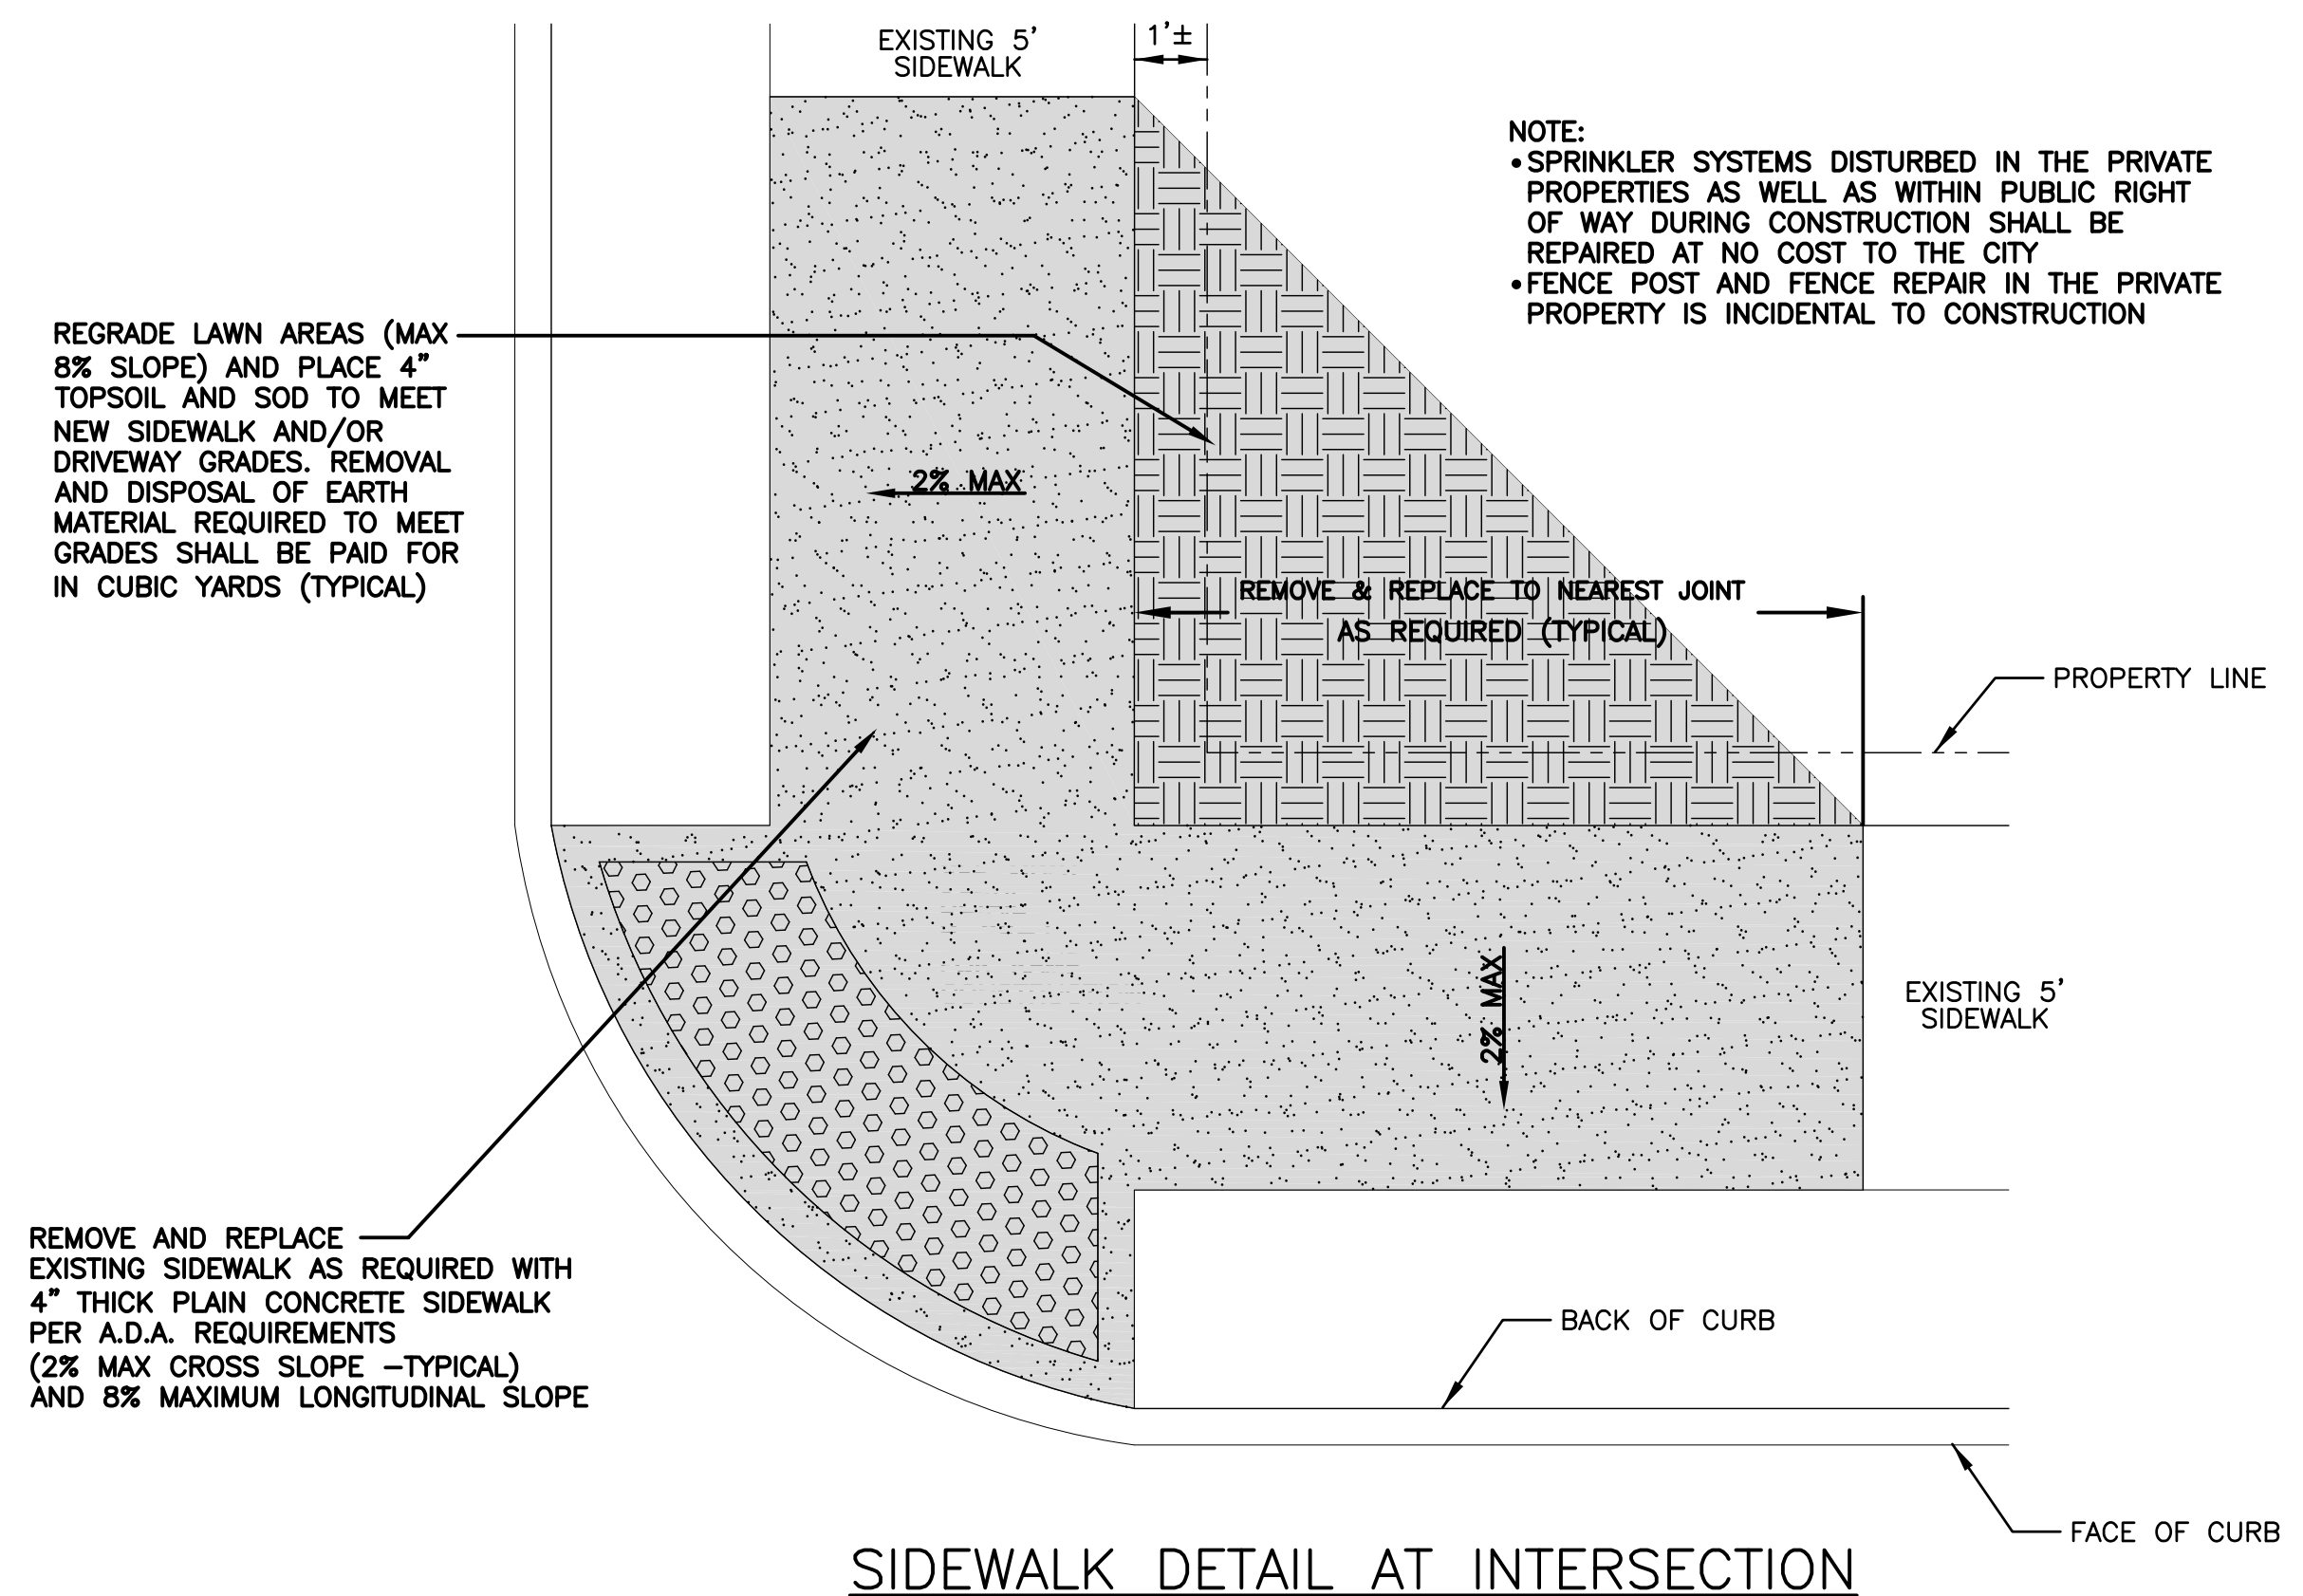 EXISTING 5'
SIDEWALK
1'±
NOTE:
•SPRINKLER SYSTEMS DISTURBED IN THE PRIVATE
PROPERTIES AS WELL AS WITHIN PUBLIC RIGHT
OF WAY DURING CONSTRUCTION SHALL BE
REPAIRED AT NO COST TO THE CITY
•FENCE POST AND FENCE REPAIR IN THE PRIVATE
PROPERTY IS INCIDENTAL TO CONSTRUCTION
REGRADE LAWN AREAS (MAX
8% SLOPE) AND PLACE 4"
TOPSOIL AND SOD TO MEET
NEW SIDEWALK AND/OR
DRIVEWAY GRADES. REMOVAL
AND DISPOSAL OF EARTH
MATERIAL REQUIRED TO MEET
GRADES SHALL BE PAID FOR
IN CUBIC YARDS (TYPICAL)
2% MAX
REMOVE & REPLACE TO NEAREST JOINT
AS REQUIRED (TYPICAL)
PROPERTY LINE
2% MAX
EXISTING 5'
SIDEWALK
REMOVE AND REPLACE
EXISTING SIDEWALK AS REQUIRED WITH
4" THICK PLAIN CONCRETE SIDEWALK
PER A.D.A. REQUIREMENTS
(2% MAX CROSS SLOPE –TYPICAL)
AND 8% MAXIMUM LONGITUDINAL SLOPE
BACK OF CURB
FACE OF CURB
SIDEWALK DETAIL AT INTERSECTION